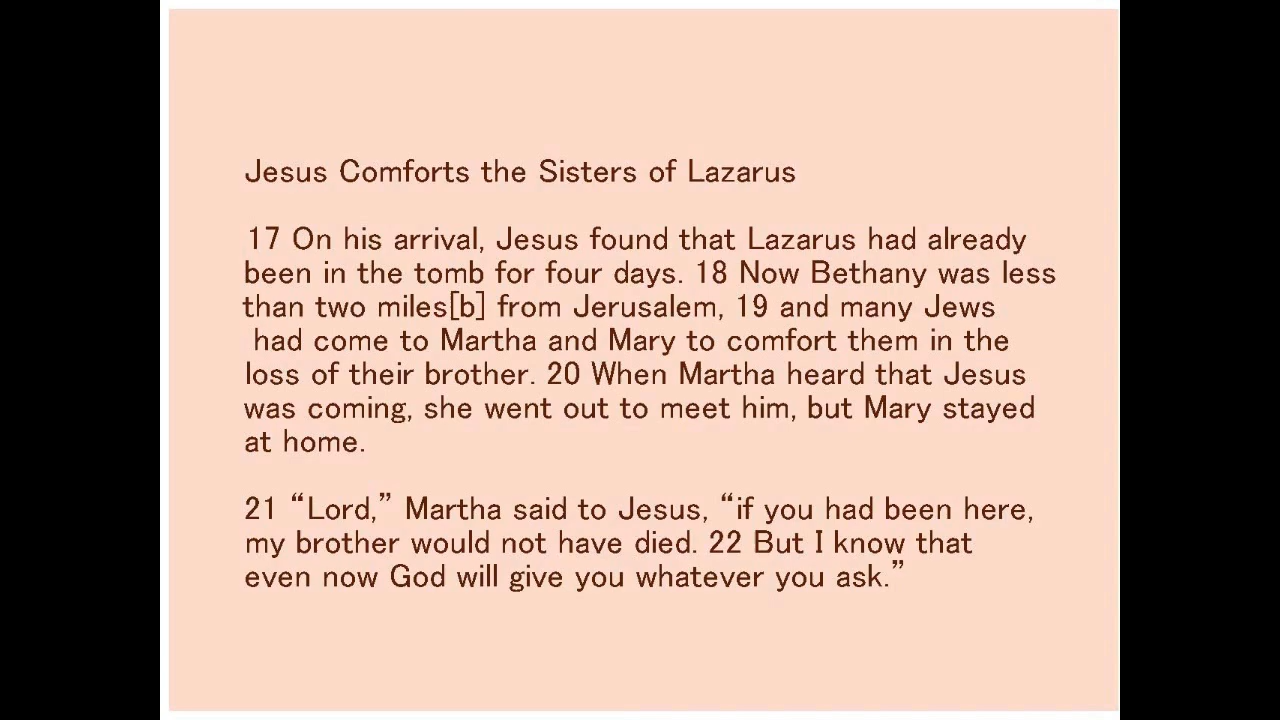 Jesus Comforts the Sisters of Lazarus
17 On his arrival, Jesus found that Lazarus had already
been in the tomb for four days. 18 Now Bethany was less
than two miles[b] from Jerusalem, 19 and many Jews
had come to Martha and Mary to comfort them in the
loss of their brother. 20 When Martha heard that Jesus
was coming, she went out to meet him, but Mary stayed
at home.
21 “Lord,” Martha said to Jesus, “if you had been here,
my brother would not have died. 22 But I know that
even now God will give you whatever you ask.”